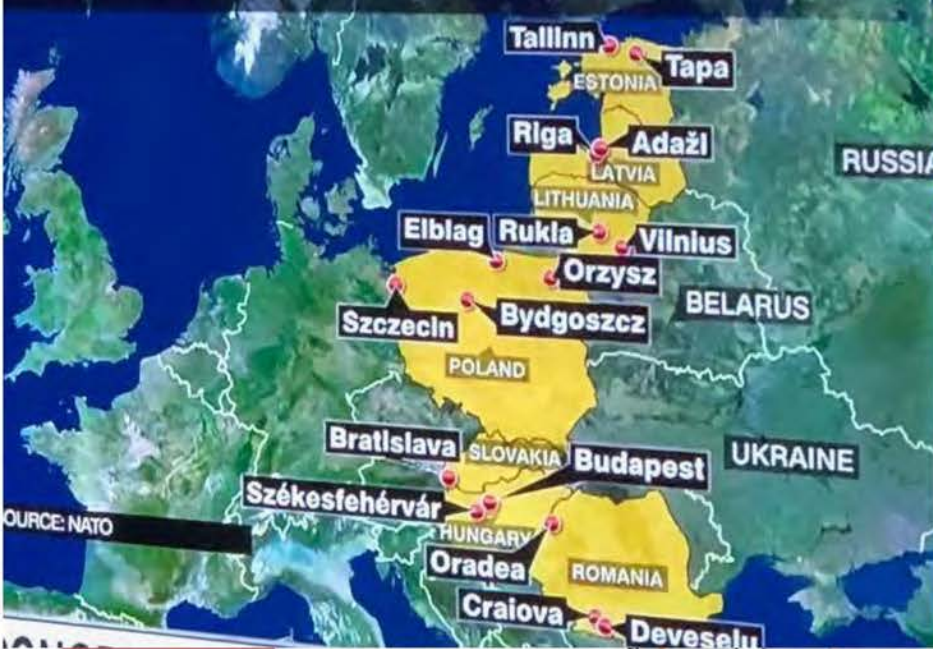 Tallinn
Tapa
ESTONIA
Riga
Adaži
LATVIA
RUSSIA
LITHUANIA
Elblag
Rukla
Vilnius
Orzysz
BELARUS
Szczecin
Bydgoszcz
POLAND
Bratislava
SLOVAKIA
Budapest
UKRAINE
Székesfehérvár
OURCE: NATO
HUNGARY
Oradea
ROMANIA
Craiova
Deveselu